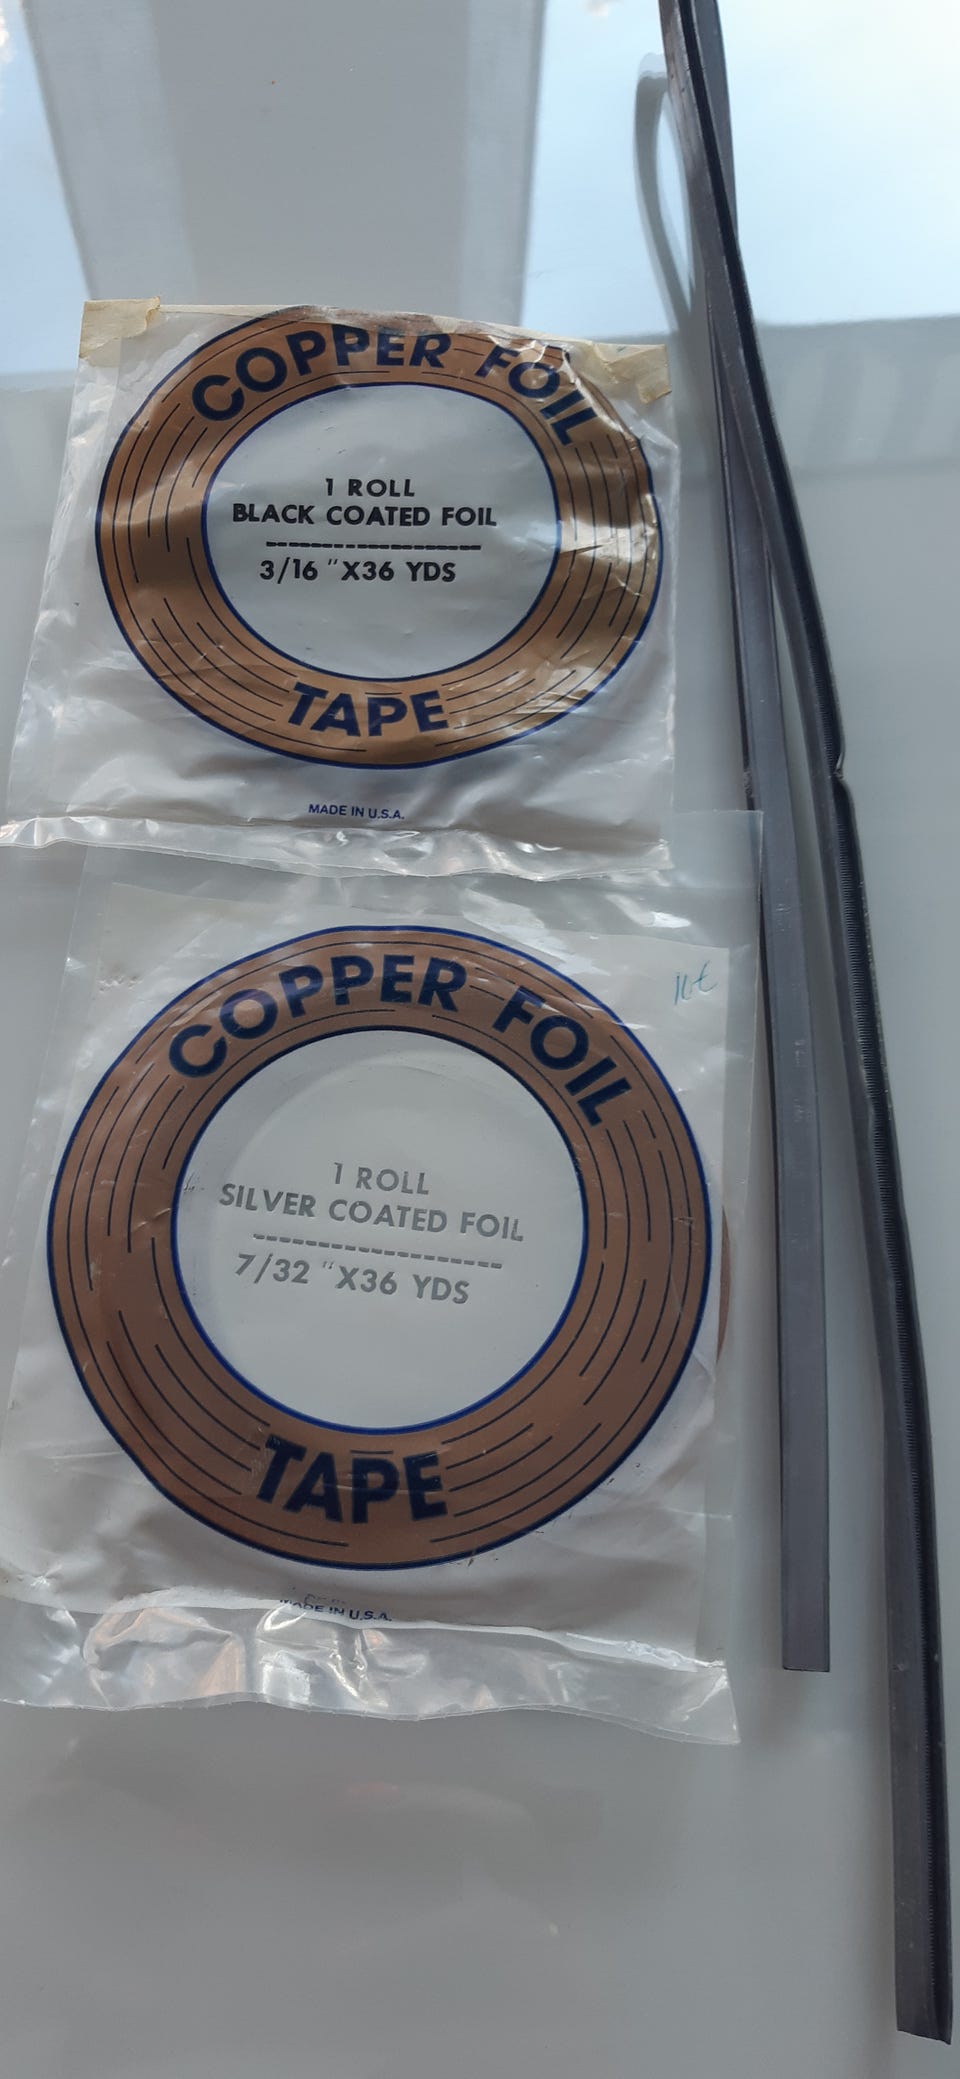 COPPER FOIL
1 ROLL
BLACK COATED FOIL
3/16 "X36 YDS
TAPE
MADE IN U.S.A.
16€
COPPER FOIL
1 ROLL
SILVER COATED FOIL
7/32 "X36 YDS
TAPE
MADE IN U.S.A.